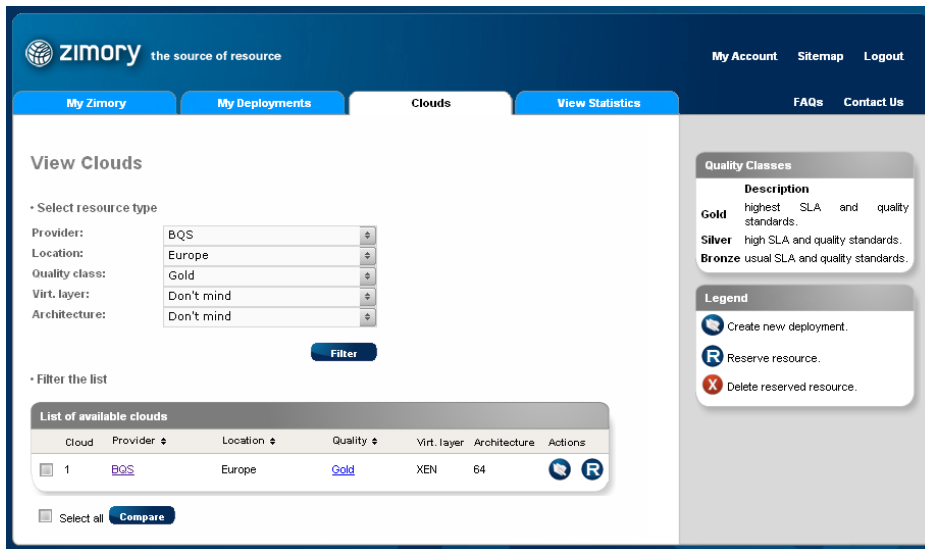 zimory the source of resource
My Account Sitemap Logout
My Zimory My Deployments Clouds View Statistics
FAQs Contact Us
View Clouds
• Select resource type
Provider: BQS
Location: Europe
Quality class: Gold
Virt. layer: Don't mind
Architecture: Don't mind
Filter
• Filter the list
List of available clouds
Cloud Provider Location Quality Virt. layer Architecture Actions
1 BQS Europe Gold XEN 64 R
Select all Compare
Quality Classes
Description
Gold highest SLA and quality
standards.
Silver high SLA and quality standards.
Bronze usual SLA and quality standards.
Legend
Create new deployment.
R Reserve resource.
X Delete reserved resource.